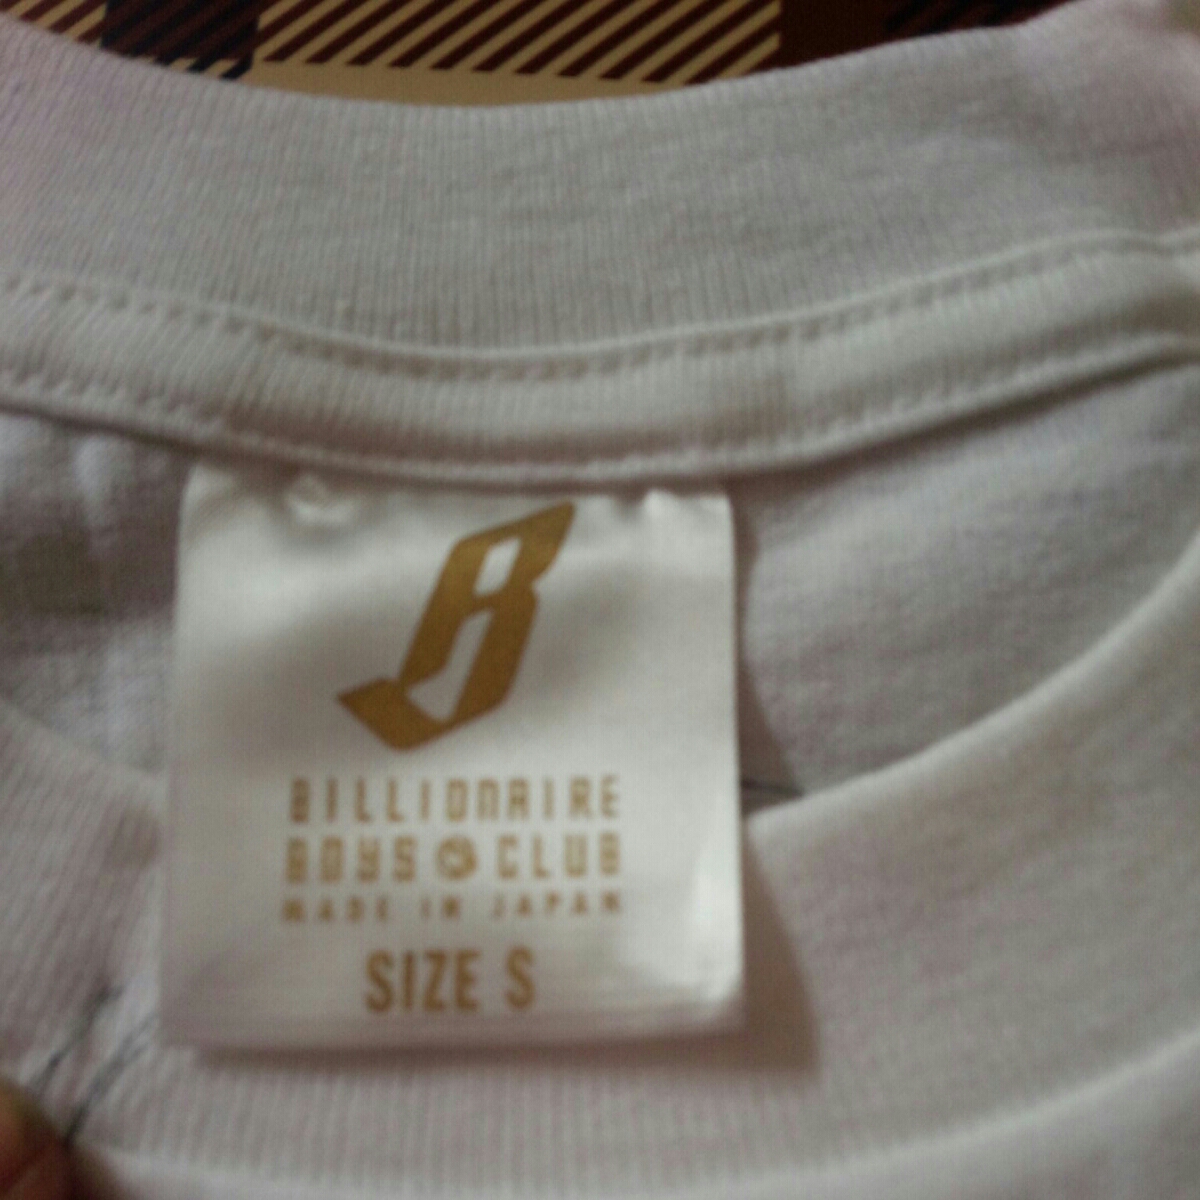 B
BILLIONAIRE
BOYS CLUB
MADE IN JAPAN
SIZE S